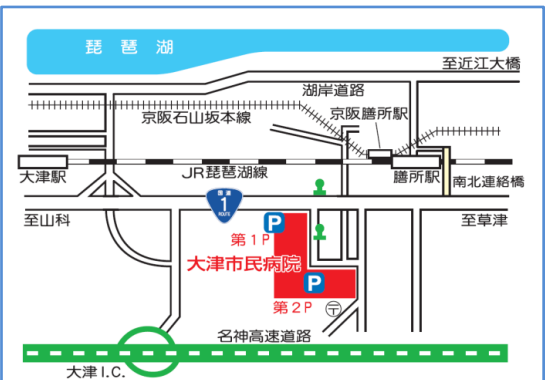 琵琶湖
至近江大橋
湖岸道路
京阪石山坂本線
京阪膳所駅
大津駅
JR琵琶湖線
膳所駅
南北連絡橋
国道
1
ROUTE
至山科
至草津
P
第1P
大津市民病院
P
第2P
〒
名神高速道路
大津I.C.